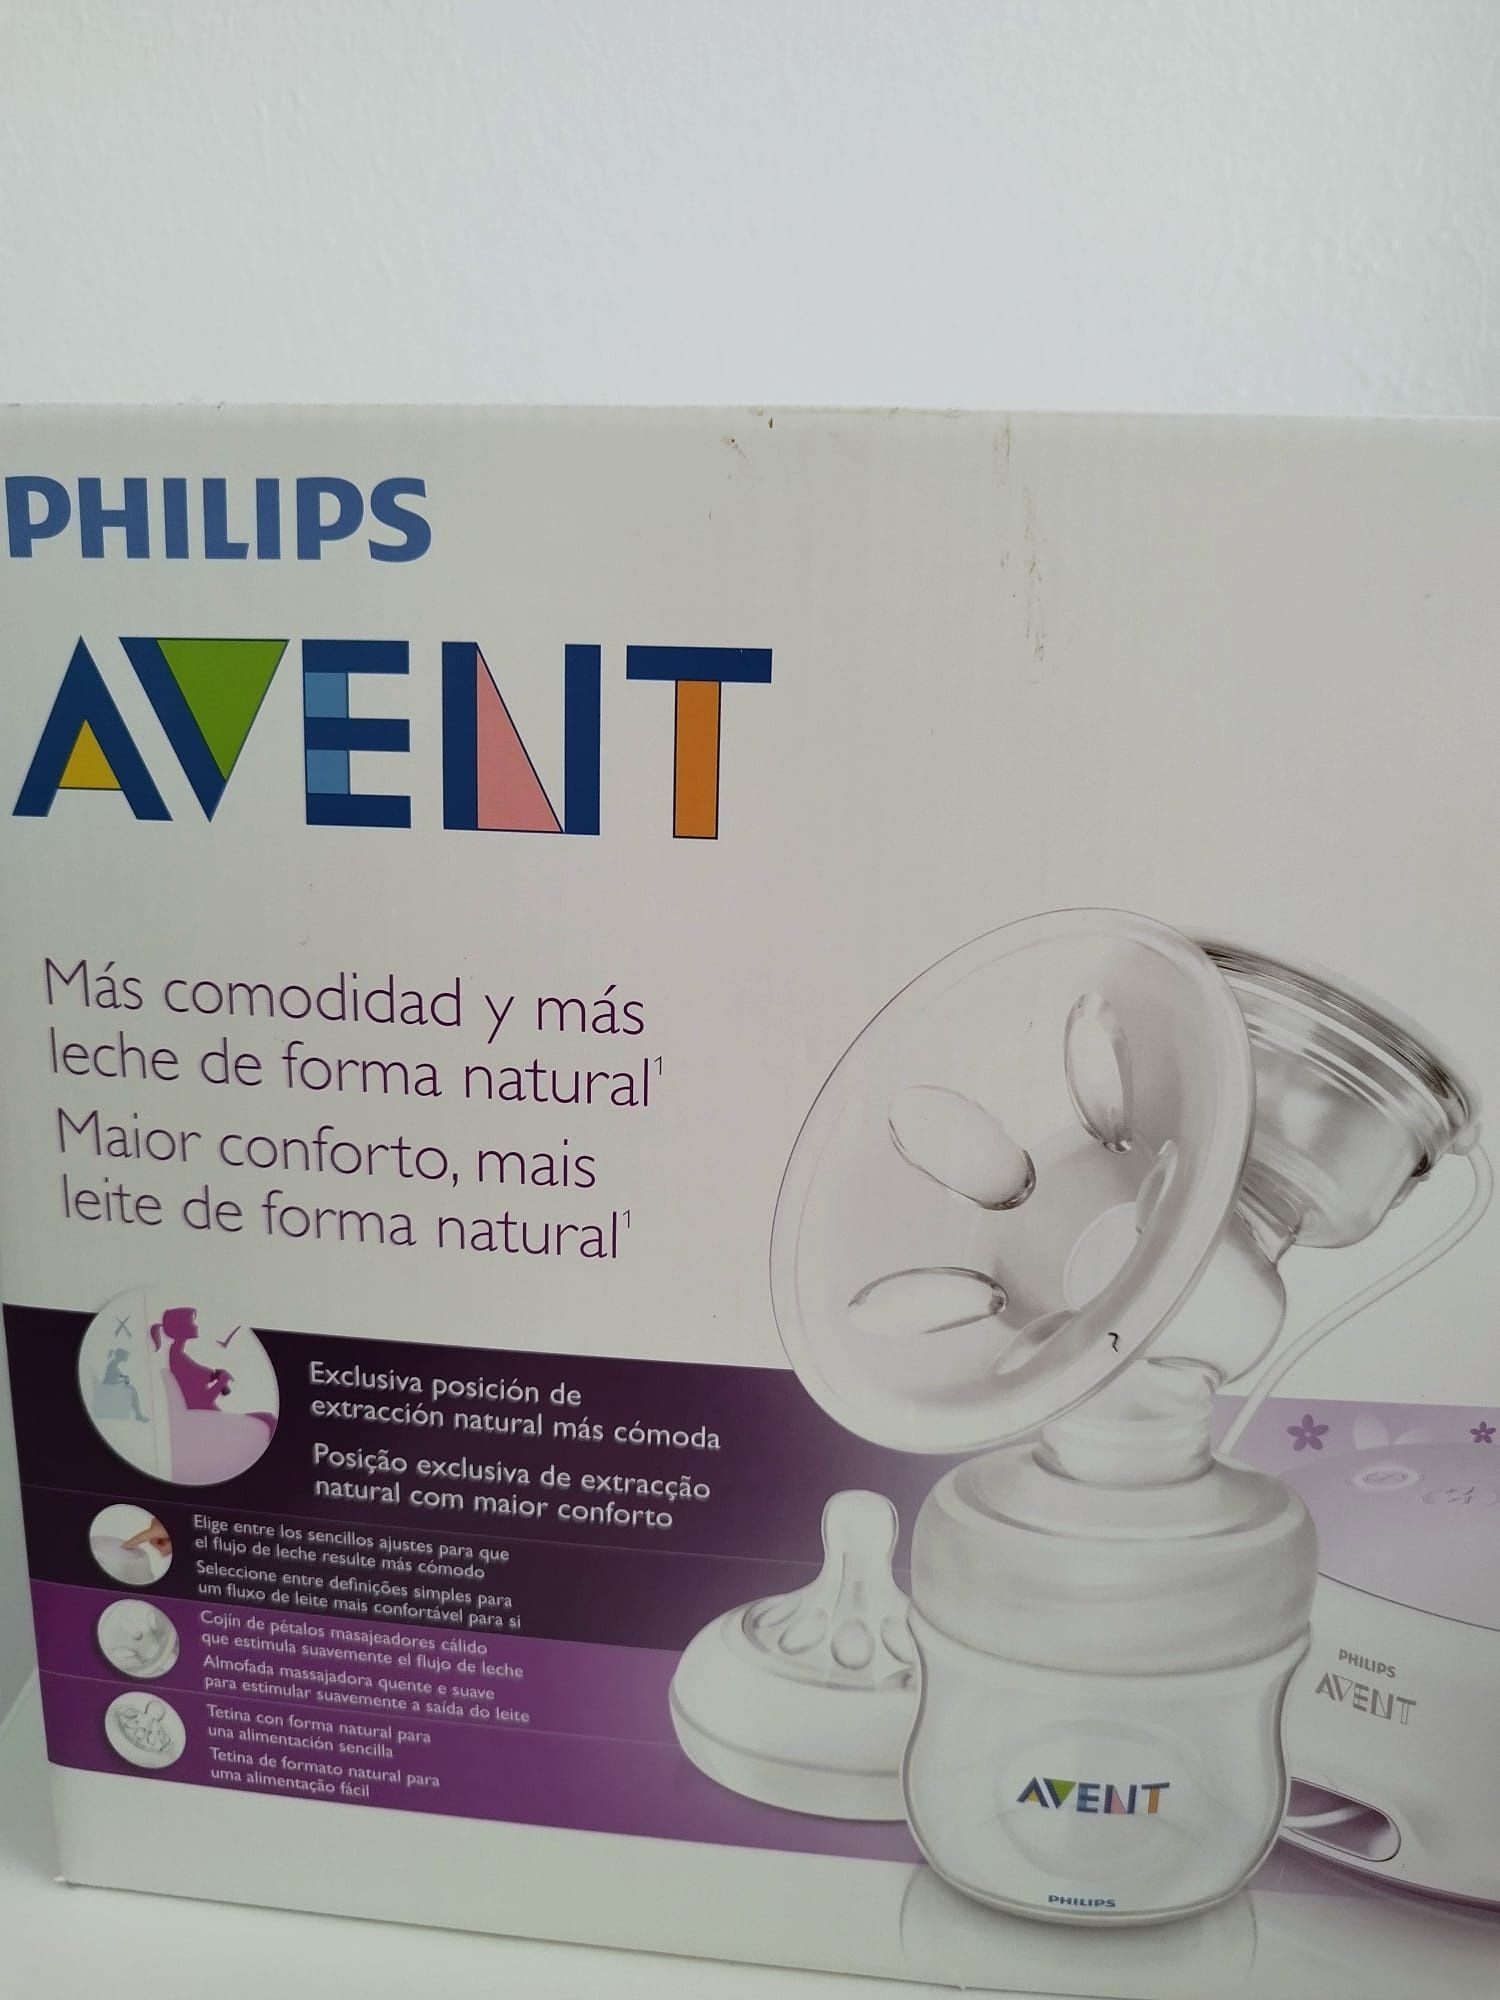 PHILIPS
AVENT
Más comodidad y más
leche de forma natural¹
Maior conforto, mais
leite de forma natural¹
Exclusiva posición de
extracción natural más cómoda
Posição exclusiva de extracção
natural com maior conforto
Elige entre los sencillos ajustes para que
el flujo de leche resulte más cómodo
Seleccione entre definições simples para
um fluxo de leite mais confortável para si
Cojín de pétalos masajeadores cálido
que estimula suavemente el flujo de leche
Almofada massajadora quente e suave
para estimular suavemente a saída do leite
Tetina con forma natural para
una alimentación sencilla
Tetina de formato natural para
uma alimentação fácil
PHILIPS
AVENT
AVENT
PHILIPS